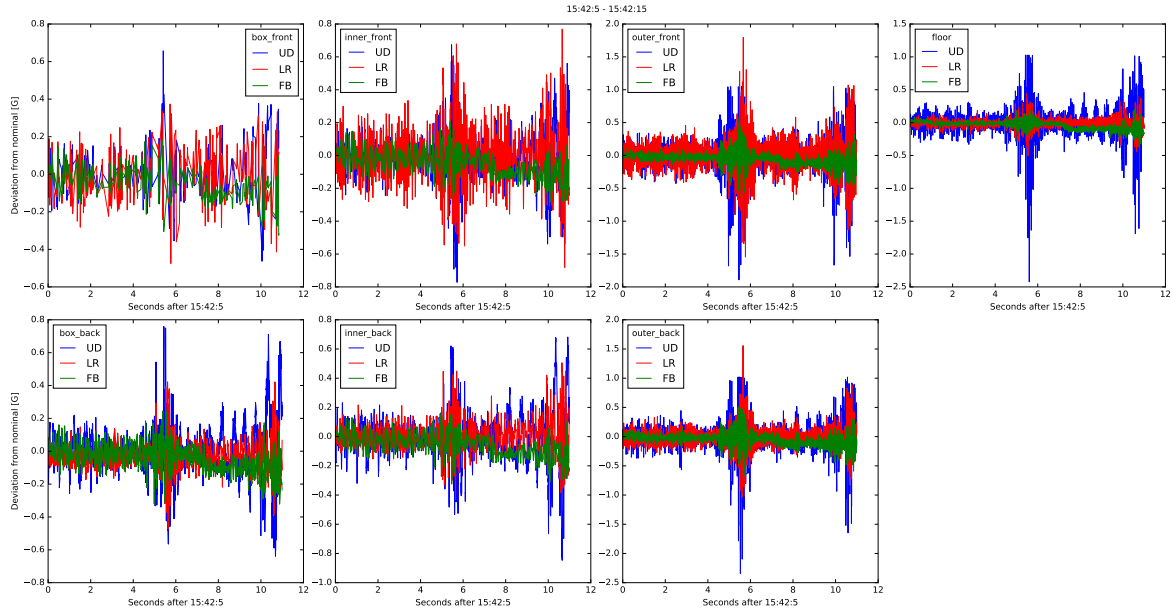 15:42:5 - 15:42:15
Deviation from nominal [G]
0.8
0.6
0.4
0.2
0.0
−0.2
−0.4
−0.6
box_front
UD
LR
FB
0 2 4 6 8 10 12
Seconds after 15:42:5
0.8
0.6
0.4
0.2
0.0
−0.2
−0.4
−0.6
−0.8
inner_front
UD
LR
FB
0 2 4 6 8 10 12
Seconds after 15:42:5
2.0
1.5
1.0
0.5
0.0
−0.5
−1.0
−1.5
−2.0
outer_front
UD
LR
FB
0 2 4 6 8 10 12
Seconds after 15:42:5
1.5
1.0
0.5
0.0
−0.5
−1.0
−1.5
−2.0
−2.5
floor
UD
LR
FB
0 2 4 6 8 10 12
Seconds after 15:42:5
Deviation from nominal [G]
0.8
0.6
0.4
0.2
0.0
−0.2
−0.4
−0.6
−0.8
box_back
UD
LR
FB
0 2 4 6 8 10 12
Seconds after 15:42:5
0.8
0.6
0.4
0.2
0.0
−0.2
−0.4
−0.6
−0.8
−1.0
inner_back
UD
LR
FB
0 2 4 6 8 10 12
Seconds after 15:42:5
2.0
1.5
1.0
0.5
0.0
−0.5
−1.0
−1.5
−2.0
−2.5
outer_back
UD
LR
FB
0 2 4 6 8 10 12
Seconds after 15:42:5